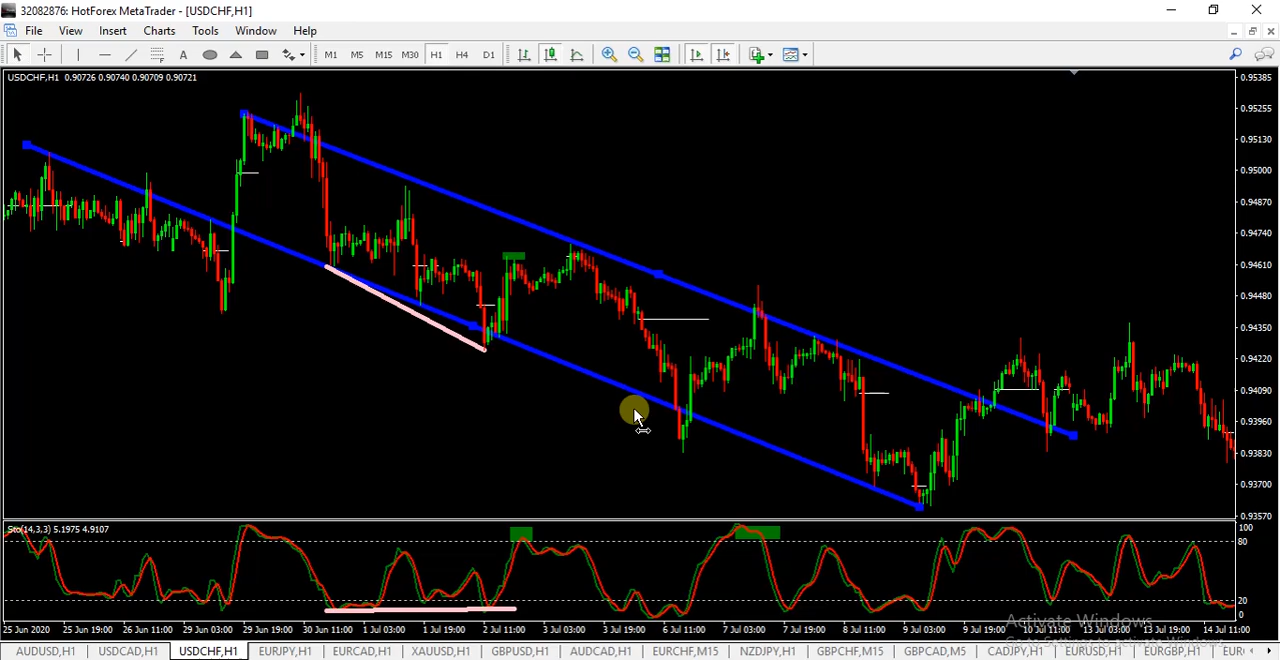 32082876: HotForex MetaTrader - [USDCHF,H1]
File View Insert Charts Tools Window Help
A F M1 M5 M15 M30 H1 H4 D1
USDCHF,H1 0.90726 0.90740 0.90709 0.90721
0.95385
0.95255
0.95130
0.95000
0.94870
0.94740
0.94610
0.94480
0.94350
0.94220
0.94090
0.93960
0.93830
0.93700
0.93570
Sto(14,3,3) 5.1975 4.9107
100
80
20
0
25 Jun 2020 25 Jun 19:00 26 Jun 11:00 29 Jun 03:00 29 Jun 19:00 30 Jun 11:00 1 Jul 03:00 1 Jul 19:00 2 Jul 11:00 3 Jul 03:00 3 Jul 19:00 6 Jul 11:00 7 Jul 03:00 7 Jul 19:00 8 Jul 11:00 9 Jul 03:00 9 Jul 19:00 10 Jul 11:00 13 Jul 03:00 13 Jul 19:00 14 Jul 11:00
Activate Windows
AUDUSD,H1 USDCAD,H1 USDCHF,H1 EURJPY,H1 EURCAD,H1 XAUUSD,H1 GBPUSD,H1 AUDCAD,H1 EURCHF,M15 NZDJPY,H1 GBPCHF,M15 GBPCAD,M5 CADJPY,H1 EURUSD,H1 EURGBP,H1 EUR